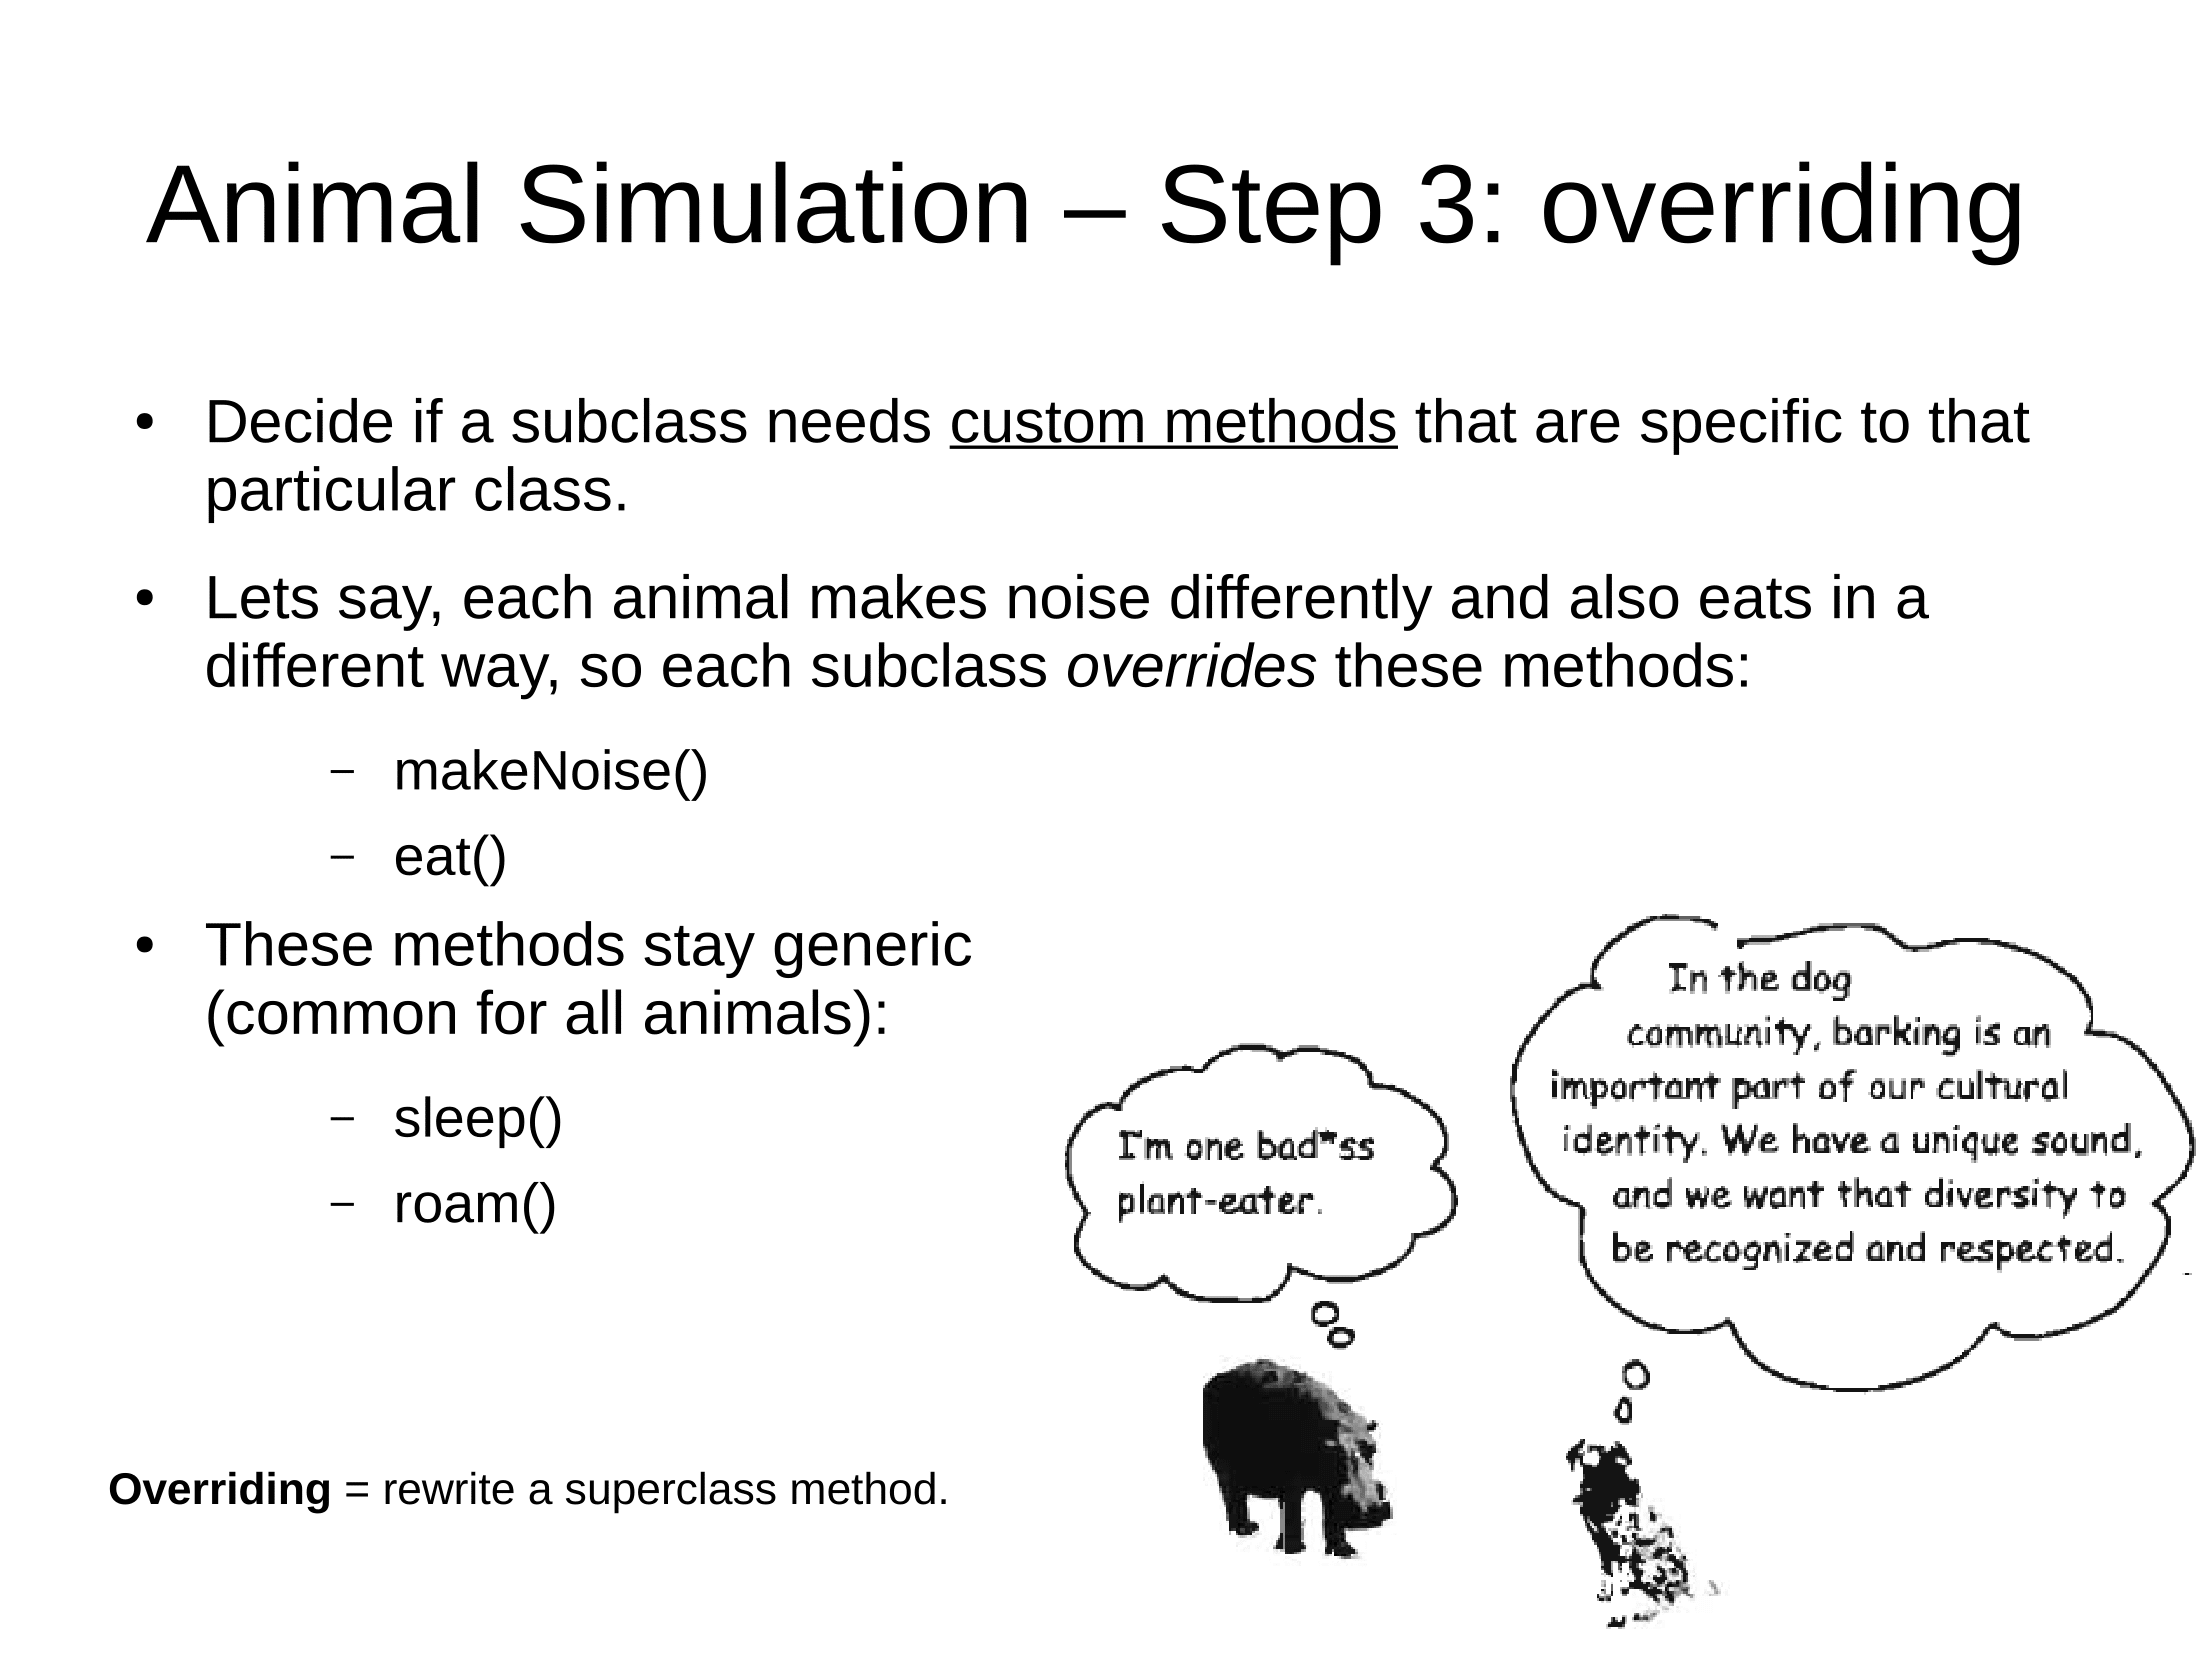 Animal Simulation – Step 3: overriding
• Decide if a subclass needs custom methods that are specific to that
particular class.
• Lets say, each animal makes noise differently and also eats in a
different way, so each subclass overrides these methods:
– makeNoise()
– eat()
• These methods stay generic
(common for all animals):
– sleep()
– roam()
I'm one bad*ss
plant-eater.
In the dog
community, barking is an
important part of our cultural
identity. We have a unique sound,
and we want that diversity to
be recognized and respected.
Overriding = rewrite a superclass method.